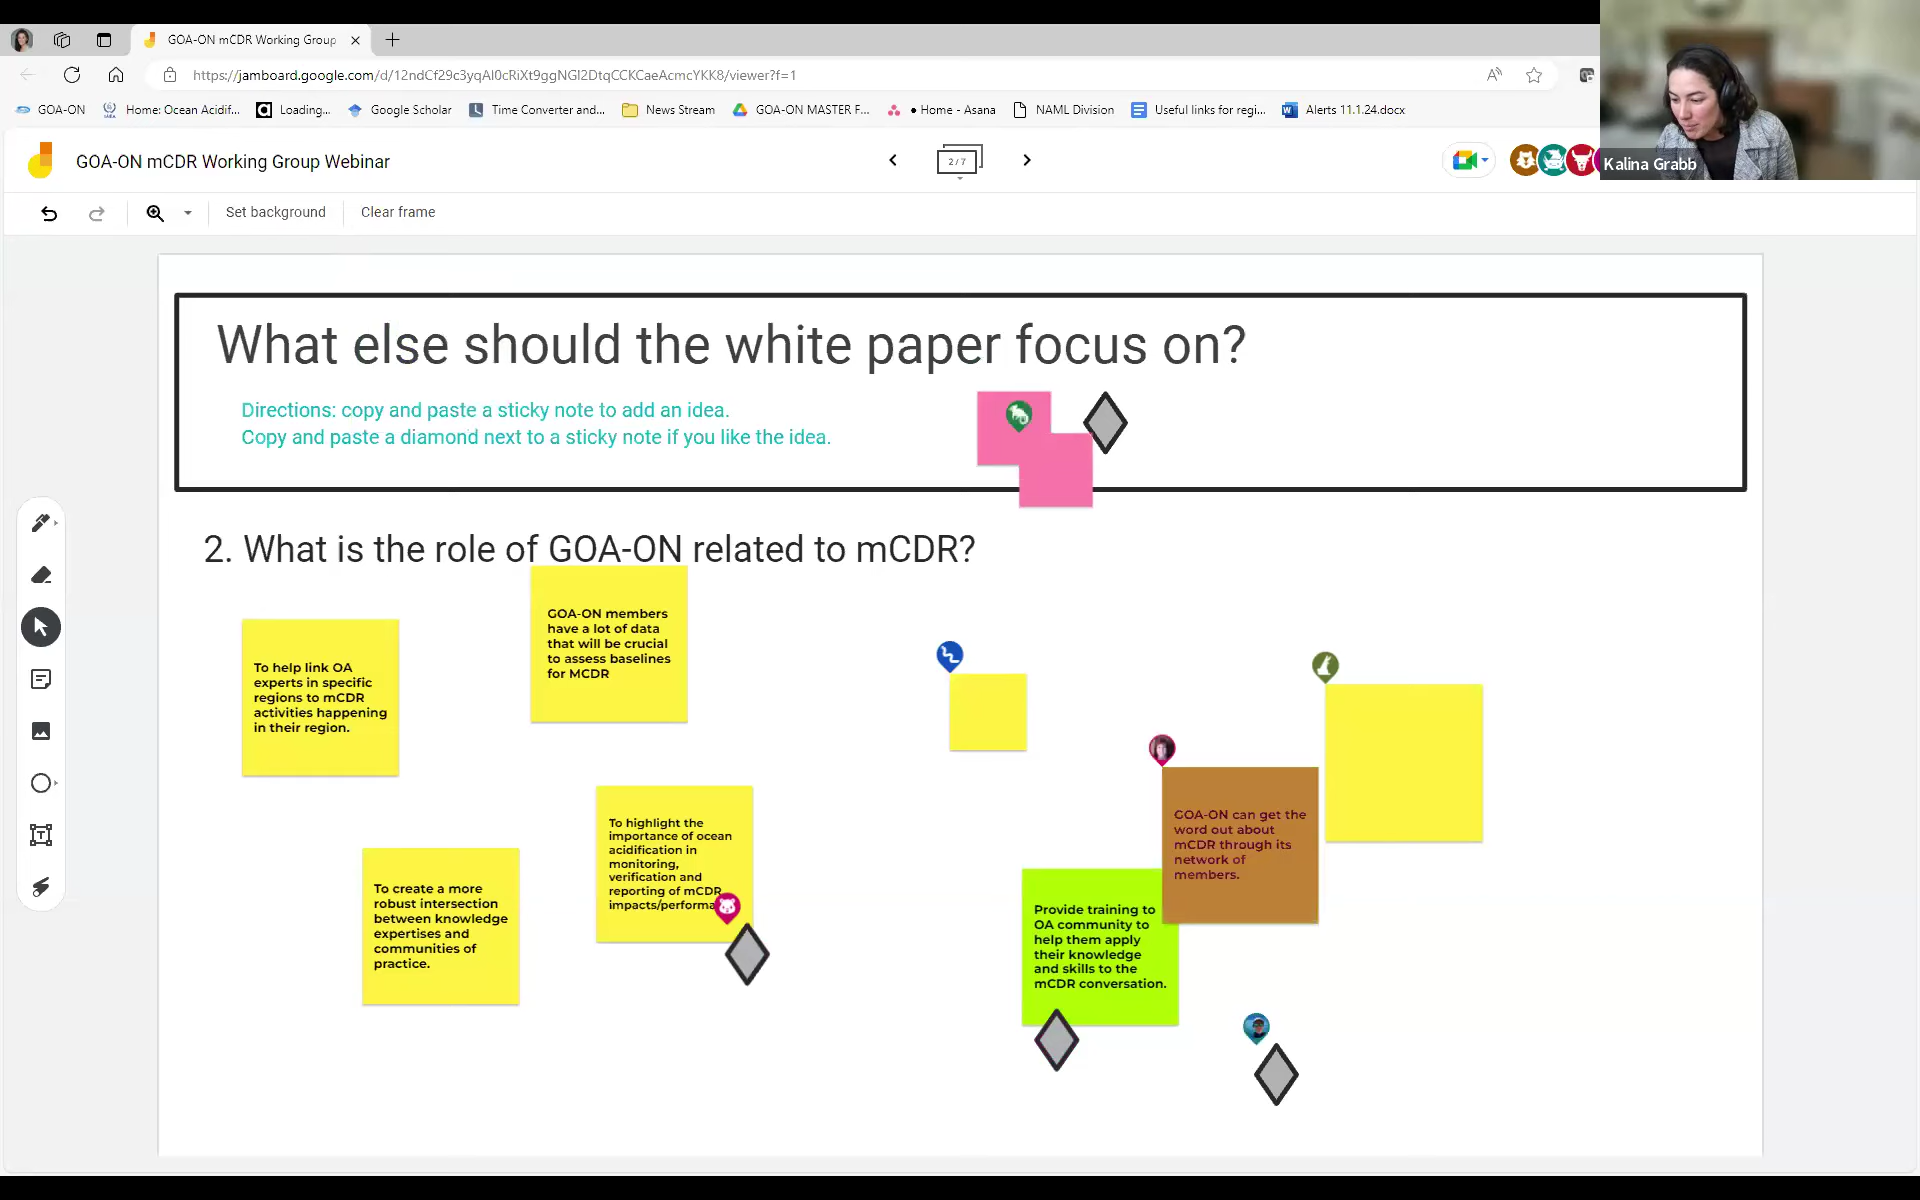 GOA-ON mCDR Working Group
https://jamboard.google.com/d/12ndCf29c3yqAI0cRiXt9ggNGl2DtqCCKCaeAcmcYKK8/viewer?f=1
GOA-ON
Home: Ocean Acidif...
Loading...
Google Scholar
Time Converter and...
News Stream
GOA-ON MASTER F...
• Home - Asana
NAML Division
Useful links for regi...
Alerts 11.1.24.docx
GOA-ON mCDR Working Group Webinar
2/7
Kalina Grabb
Set background
Clear frame
What else should the white paper focus on?
Directions: copy and paste a sticky note to add an idea.
Copy and paste a diamond next to a sticky note if you like the idea.
2. What is the role of GOA-ON related to mCDR?
To help link OA
experts in specific
regions to mCDR
activities happening
in their region.
GOA-ON members
have a lot of data
that will be crucial
to assess baselines
for MCDR
To create a more
robust intersection
between knowledge
expertises and
communities of
practice.
To highlight the
importance of ocean
acidification in
monitoring,
verification and
reporting of mCDR
impacts/performa
GOA-ON can get the
word out about
mCDR through its
network of
members.
Provide training to
OA community to
help them apply
their knowledge
and skills to the
mCDR conversation.